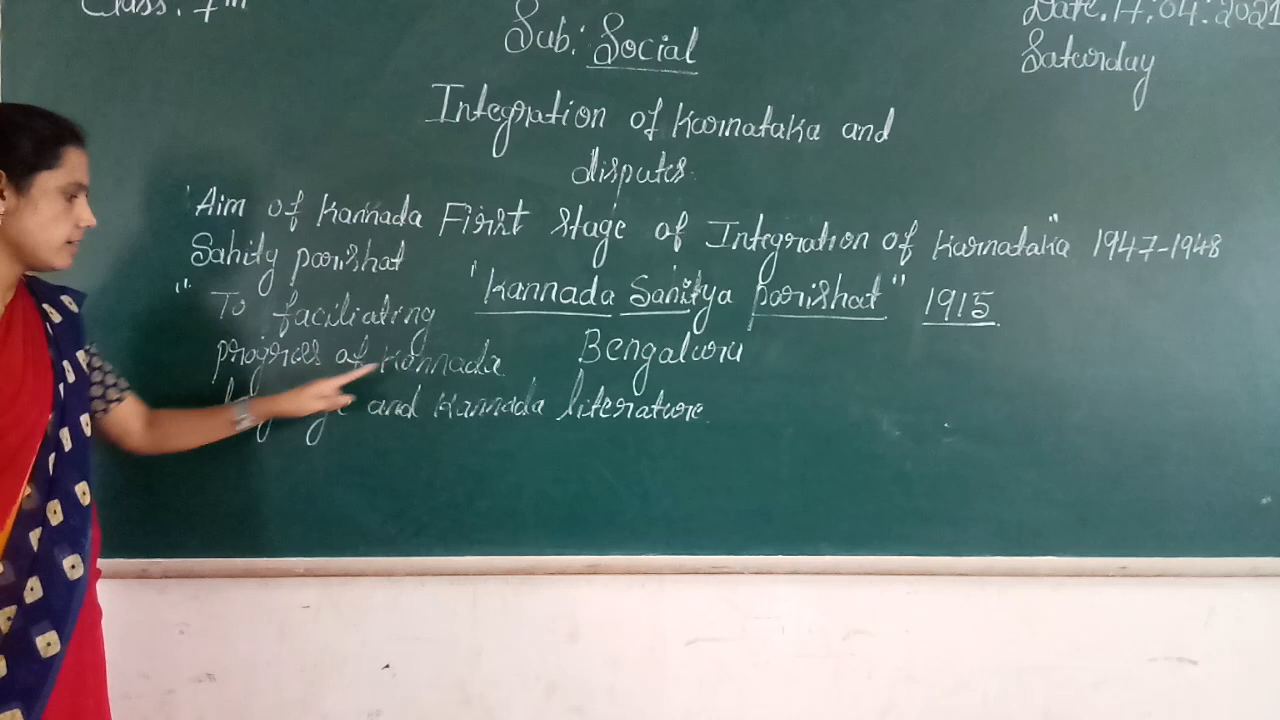 Class: 7th
Date: 17:04:2021
Sub: Social
Saturday
Integration of Karnataka and
disputes.
Aim of Kannada First Stage of Integration of Karnataka" 1947-1948
Sahity parishat
"Kannada Sahitya parishat" 1915
"" To faciliating
progress of Kannada
Bengaluru
and Kannada literature.